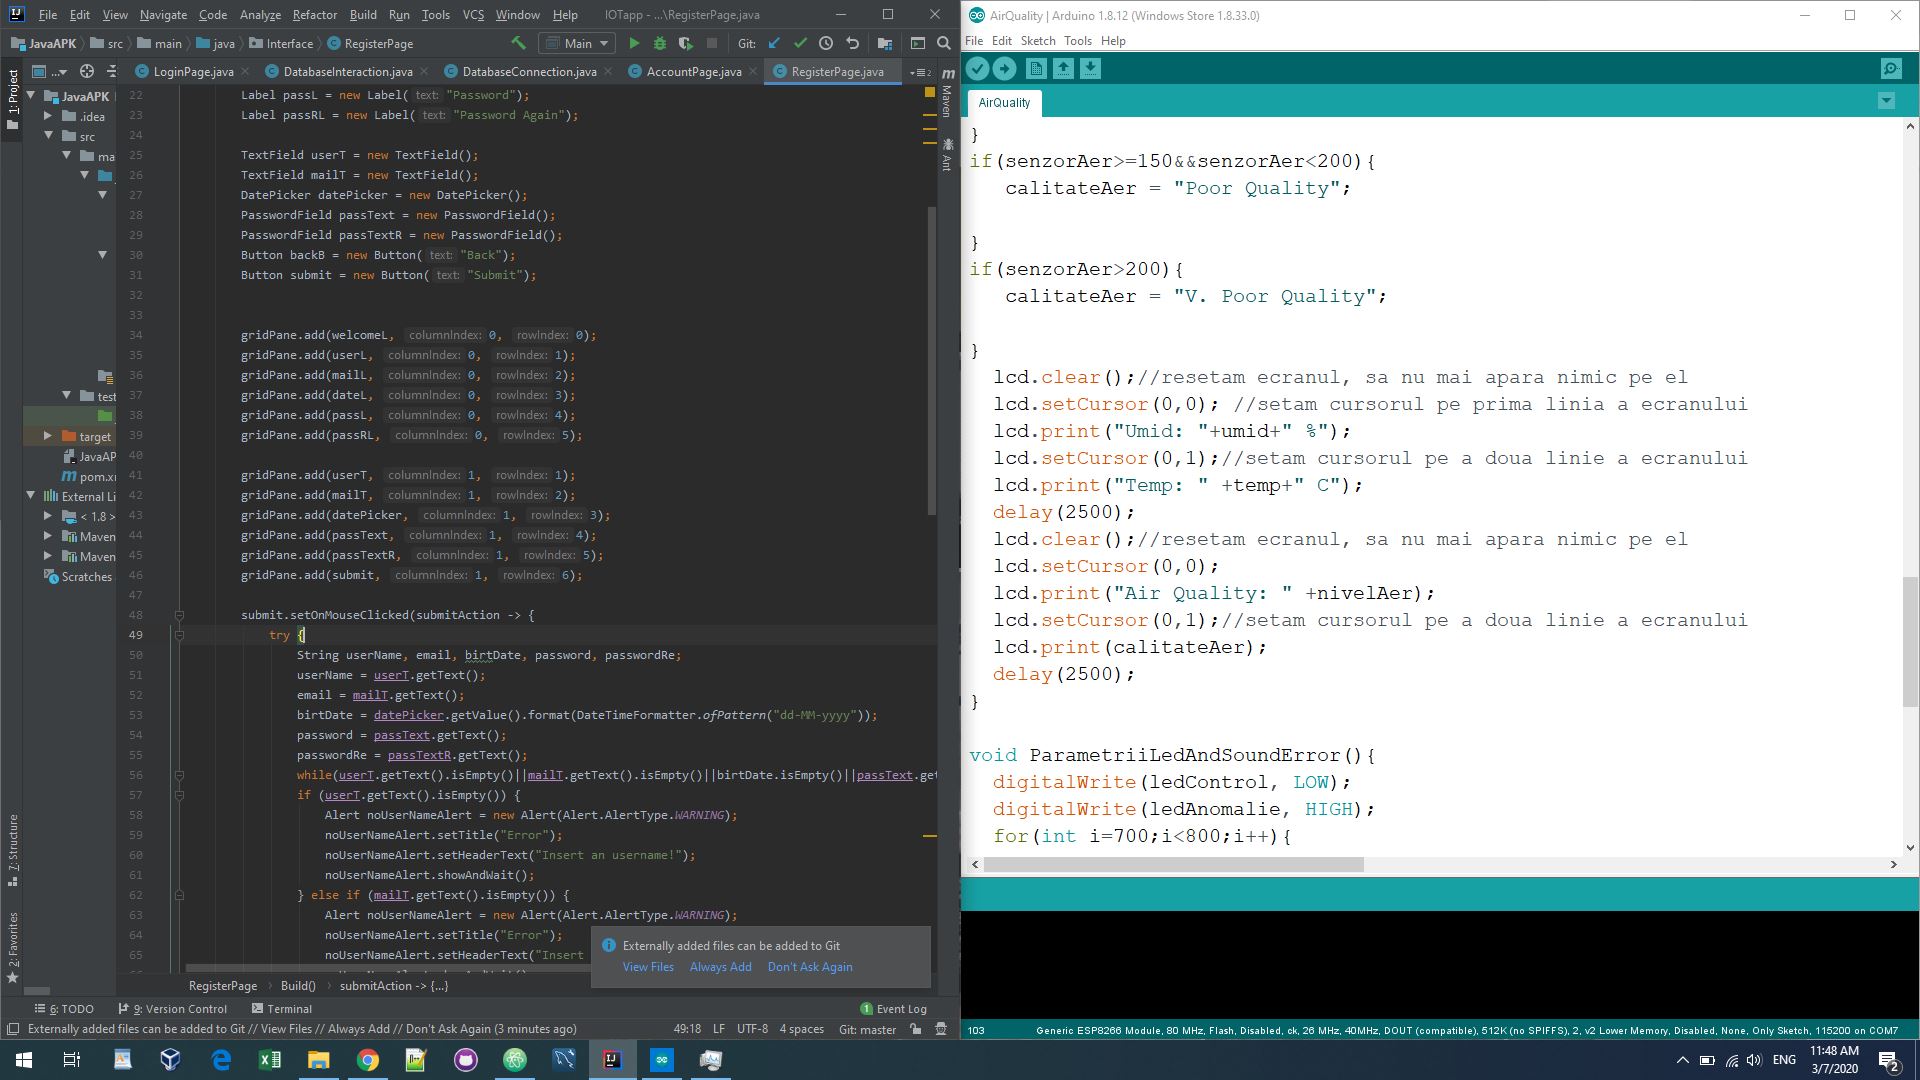 File Edit View Navigate Code Analyze Refactor Build Run Tools VCS Window Help IOTapp - ...\RegisterPage.java
JavaAPK src main java Interface RegisterPage Main Git:
LoginPage.java DatabaseInteraction.java DatabaseConnection.java AccountPage.java RegisterPage.java
1: Project
JavaAPK
.idea
src
ma
test
target
JavaAP
pom.xr
External Li
< 1.8 >
Maven
Maven
Scratches
7: Structure
2: Favorites
Maven
Ant
22 Label passL = new Label( text: "Password");
23 Label passRL = new Label( text: "Password Again");
24
25 TextField userT = new TextField();
26 TextField mailT = new TextField();
27 DatePicker datePicker = new DatePicker();
28 PasswordField passText = new PasswordField();
29 PasswordField passTextR = new PasswordField();
30 Button backB = new Button( text: "Back");
31 Button submit = new Button( text: "Submit");
32
33
34 gridPane.add(welcomeL, columnIndex: 0, rowIndex: 0);
35 gridPane.add(userL, columnIndex: 0, rowIndex: 1);
36 gridPane.add(mailL, columnIndex: 0, rowIndex: 2);
37 gridPane.add(dateL, columnIndex: 0, rowIndex: 3);
38 gridPane.add(passL, columnIndex: 0, rowIndex: 4);
39 gridPane.add(passRL, columnIndex: 0, rowIndex: 5);
40
41 gridPane.add(userT, columnIndex: 1, rowIndex: 1);
42 gridPane.add(mailT, columnIndex: 1, rowIndex: 2);
43 gridPane.add(datePicker, columnIndex: 1, rowIndex: 3);
44 gridPane.add(passText, columnIndex: 1, rowIndex: 4);
45 gridPane.add(passTextR, columnIndex: 1, rowIndex: 5);
46 gridPane.add(submit, columnIndex: 1, rowIndex: 6);
47
48 submit.setOnMouseClicked(submitAction -> {
49 try {
50 String userName, email, birtDate, password, passwordRe;
51 userName = userT.getText();
52 email = mailT.getText();
53 birtDate = datePicker.getValue().format(DateTimeFormatter.ofPattern("dd-MM-yyyy"));
54 password = passText.getText();
55 passwordRe = passTextR.getText();
56 while(userT.getText().isEmpty()||mailT.getText().isEmpty()||birtDate.isEmpty()||passText.get
57 if (userT.getText().isEmpty()) {
58 Alert noUserNameAlert = new Alert(Alert.AlertType.WARNING);
59 noUserNameAlert.setTitle("Error");
60 noUserNameAlert.setHeaderText("Insert an username!");
61 noUserNameAlert.showAndWait();
62 } else if (mailT.getText().isEmpty()) {
63 Alert noUserNameAlert = new Alert(Alert.AlertType.WARNING);
64 noUserNameAlert.setTitle("Error");
65 noUserNameAlert.setHeaderText("Insert
Externally added files can be added to Git
View Files Always Add Don't Ask Again
RegisterPage Build() submitAction -> {...}
6: TODO 9: Version Control Terminal 1 Event Log
Externally added files can be added to Git // View Files // Always Add // Don't Ask Again (3 minutes ago) 49:18 LF UTF-8 4 spaces Git: master
AirQuality | Arduino 1.8.12 (Windows Store 1.8.33.0)
File Edit Sketch Tools Help
AirQuality
}
if(senzorAer>=150&&senzorAer<200){
calitateAer = "Poor Quality";
}
if(senzorAer>200){
calitateAer = "V. Poor Quality";
}
lcd.clear();//resetam ecranul, sa nu mai apara nimic pe el
lcd.setCursor(0,0); //setam cursorul pe prima linia a ecranului
lcd.print("Umid: "+umid+" %");
lcd.setCursor(0,1);//setam cursorul pe a doua linie a ecranului
lcd.print("Temp: " +temp+" C");
delay(2500);
lcd.clear();//resetam ecranul, sa nu mai apara nimic pe el
lcd.setCursor(0,0);
lcd.print("Air Quality: " +nivelAer);
lcd.setCursor(0,1);//setam cursorul pe a doua linie a ecranului
lcd.print(calitateAer);
delay(2500);
}
void ParametriiLedAndSoundError(){
digitalWrite(ledControl, LOW);
digitalWrite(ledAnomalie, HIGH);
for(int i=700;i<800;i++){
103 Generic ESP8266 Module, 80 MHz, Flash, Disabled, ck, 26 MHz, 40MHz, DOUT (compatible), 512K (no SPIFFS), 2, v2 Lower Memory, Disabled, None, Only Sketch, 115200 on COM7
ENG
11:48 AM
3/7/2020
2